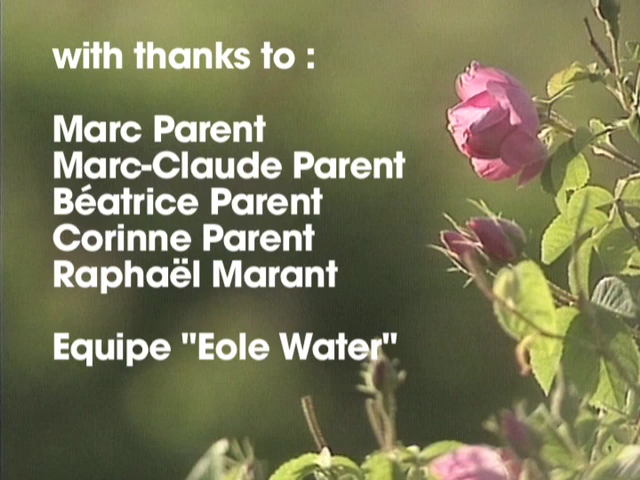 with thanks to :
Marc Parent
Marc-Claude Parent
Béatrice Parent
Corinne Parent
Raphaël Marant
Equipe "Eole Water"